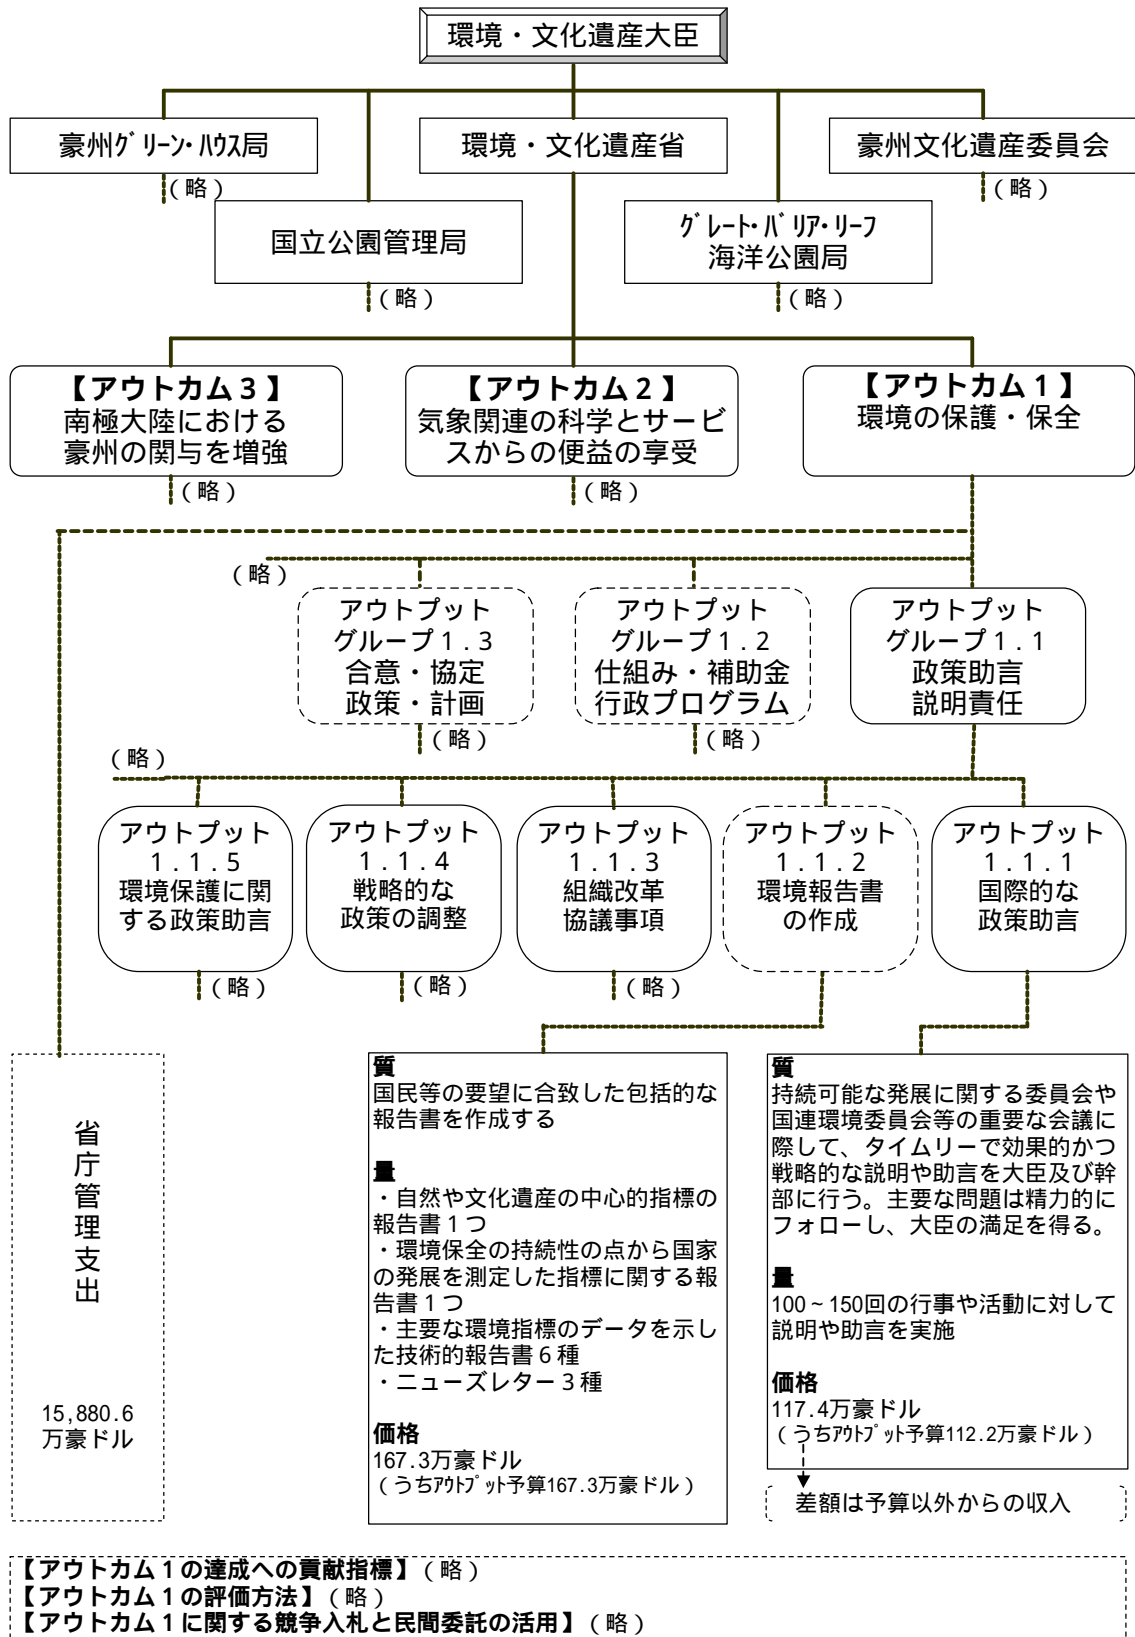 環境・文化遺産大臣
豪州グリーン・ハウス局
環境・文化遺産省
豪州文化遺産委員会
（略）
（略）
国立公園管理局
グレート・バリア・リーフ
海洋公園局
（略）
（略）
【アウトカム３】
南極大陸における
豪州の関与を増強
【アウトカム２】
気象関連の科学とサービ
スからの便益の享受
【アウトカム１】
環境の保護・保全
（略）
（略）
（略）
アウトプット
グループ１．３
合意・協定
政策・計画
アウトプット
グループ１．２
仕組み・補助金
行政プログラム
アウトプット
グループ１．１
政策助言
説明責任
（略）
（略）
（略）
アウトプット
１．１．５
環境保護に関
する政策助言
アウトプット
１．１．４
戦略的な
政策の調整
アウトプット
１．１．３
組織改革
協議事項
アウトプット
１．１．２
環境報告書
の作成
アウトプット
１．１．１
国際的な
政策助言
（略）
（略）
（略）
省庁管理支出
15,880.6
万豪ドル
質
国民等の要望に合致した包括的な
報告書を作成する
量
・自然や文化遺産の中心的指標の
報告書１つ
・環境保全の持続性の点から国家
の発展を測定した指標に関する報
告書１つ
・主要な環境指標のデータを示し
た技術的報告書６種
・ニューズレター３種
価格
167.3万豪ドル
（うちアウトプット予算167.3万豪ドル）
質
持続可能な発展に関する委員会や
国連環境委員会等の重要な会議に
際して、タイムリーで効果的かつ
戦略的な説明や助言を大臣及び幹
部に行う。主要な問題は精力的に
フォローし、大臣の満足を得る。
量
100～150回の行事や活動に対して
説明や助言を実施
価格
117.4万豪ドル
（うちアウトプット予算112.2万豪ドル）
差額は予算以外からの収入
【アウトカム１の達成への貢献指標】（略）
【アウトカム１の評価方法】（略）
【アウトカム１に関する競争入札と民間委託の活用】（略）